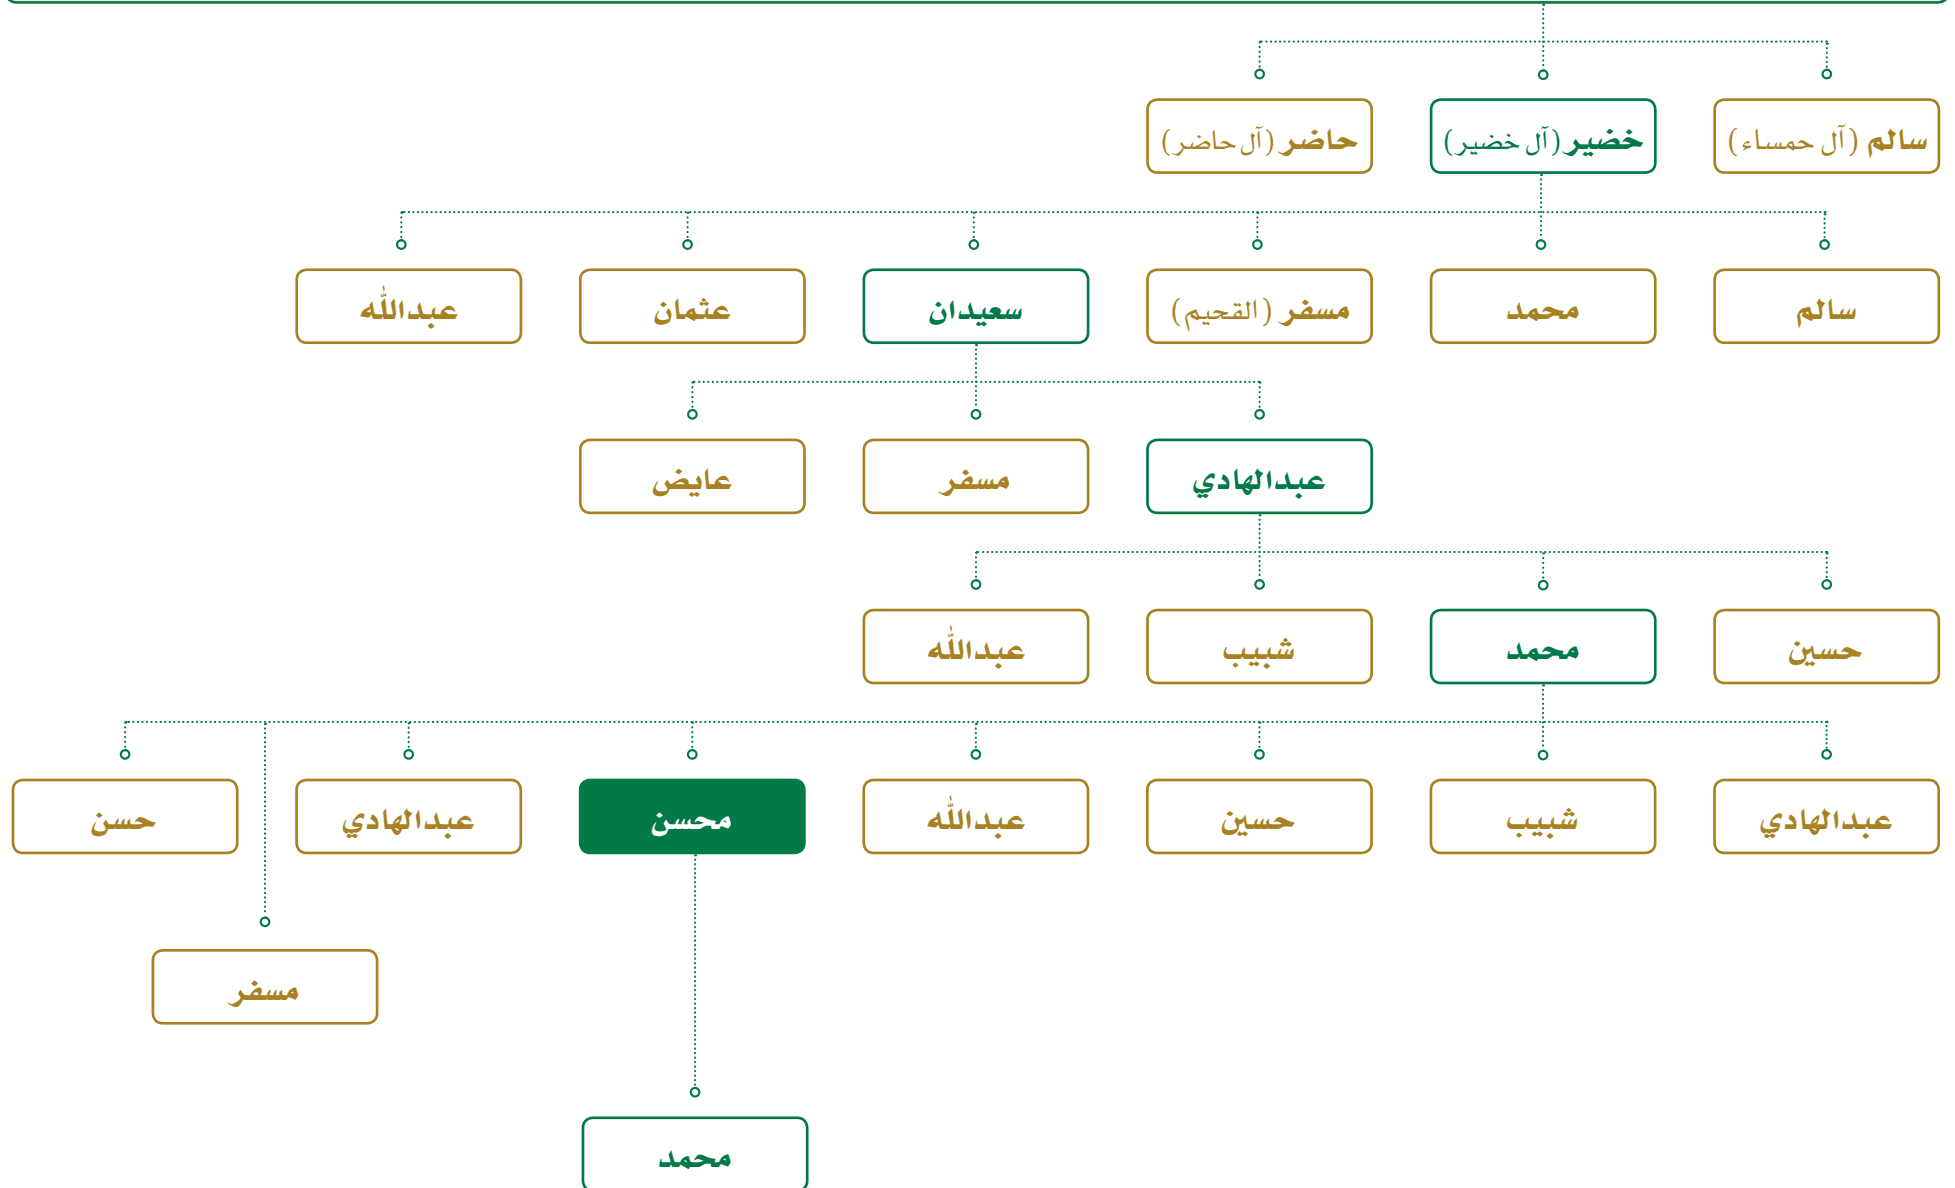 سالم (آل حمساء)
خضير (آل خضير)
حاضر (آل حاضر)
سالم
محمد
مسفر (القحيم)
سعيدان
عثمان
عبدالله
عبدالهادي
مسفر
عايض
حسين
محمد
شبيب
عبدالله
عبدالهادي
شبيب
حسين
عبدالله
محسن
عبدالهادي
حسن
مسفر
محمد